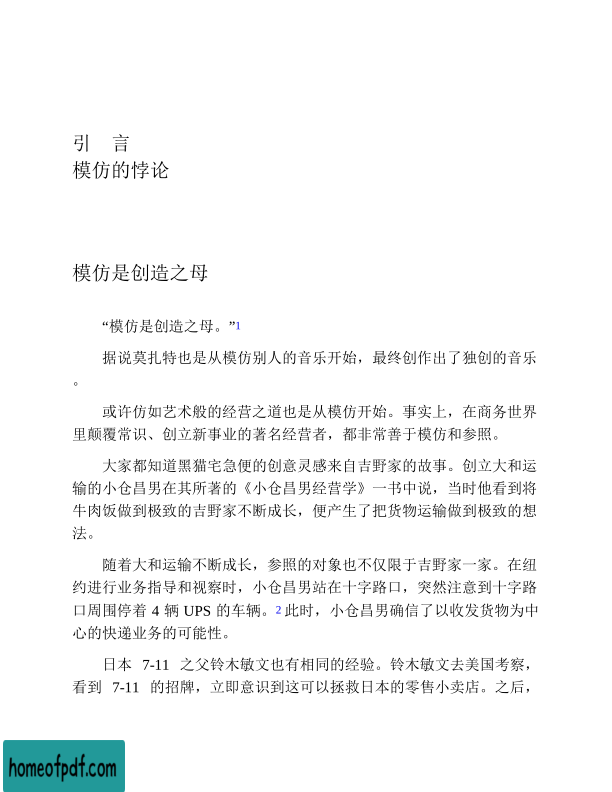 引　言
模仿的悖论
模仿是创造之母
“模仿是创造之母。”1
据说莫扎特也是从模仿别人的音乐开始，最终创作出了独创的音乐
。
或许仿如艺术般的经营之道也是从模仿开始。事实上，在商务世界
里颠覆常识、创立新事业的著名经营者，都非常善于模仿和参照。
大家都知道黑猫宅急便的创意灵感来自吉野家的故事。创立大和运
输的小仓昌男在其所著的《小仓昌男经营学》一书中说，当时他看到将
牛肉饭做到极致的吉野家不断成长，便产生了把货物运输做到极致的想
法。
随着大和运输不断成长，参照的对象也不仅限于吉野家一家。在纽
约进行业务指导和视察时，小仓昌男站在十字路口，突然注意到十字路
口周围停着 4 辆 UPS 的车辆。2 此时，小仓昌男确信了以收发货物为中
心的快递业务的可能性。
日本 7-11 之父铃木敏文也有相同的经验。铃木敏文去美国考察，
看到 7-11 的招牌，立即意识到这可以拯救日本的零售小卖店。之后，
homeofpdf.com